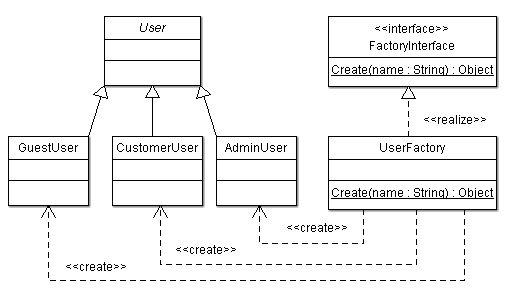 User
<<interface>>
FactoryInterface
Create(name : String) : Object
<<realize>>
GuestUser
CustomerUser
AdminUser
UserFactory
Create(name : String) : Object
<<create>>
<<create>>
<<create>>